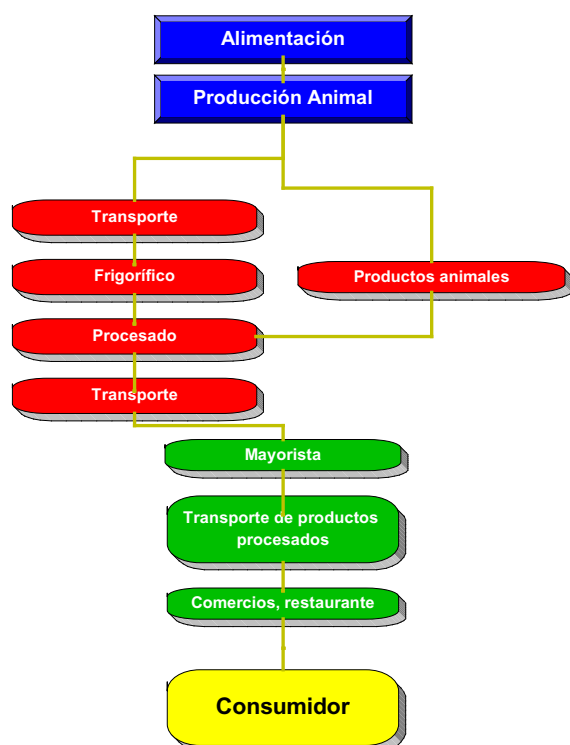 Alimentación
Producción Animal
Transporte
Frigorífico
Productos animales
Procesado
Transporte
Mayorista
Transporte de productos
procesados
Comercios, restaurante
Consumidor